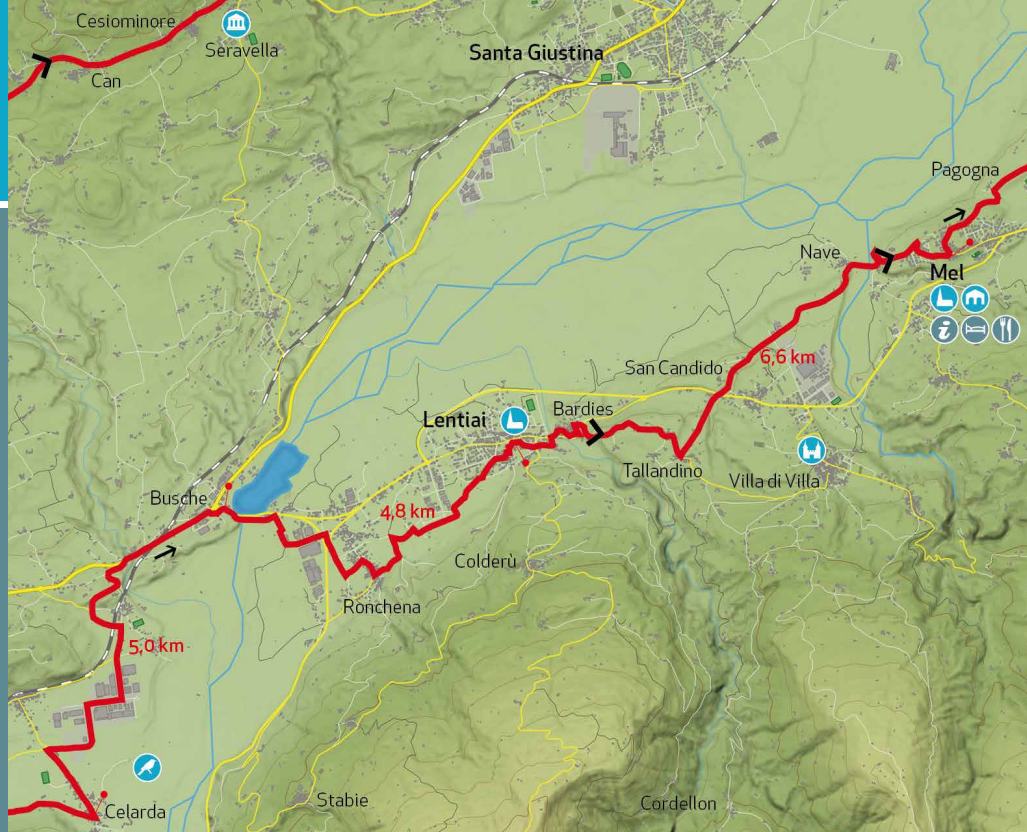 Cesiominore
Seravella
Can
Santa Giustina
Pagogna
Nave
Mel
i
6,6 km
San Candido
Bardies
Lentiai
Tallandino
Villa di Villa
Busche
4,8 km
Colderù
Ronchena
5,0 km
Stabie
Cordellon
Celarda